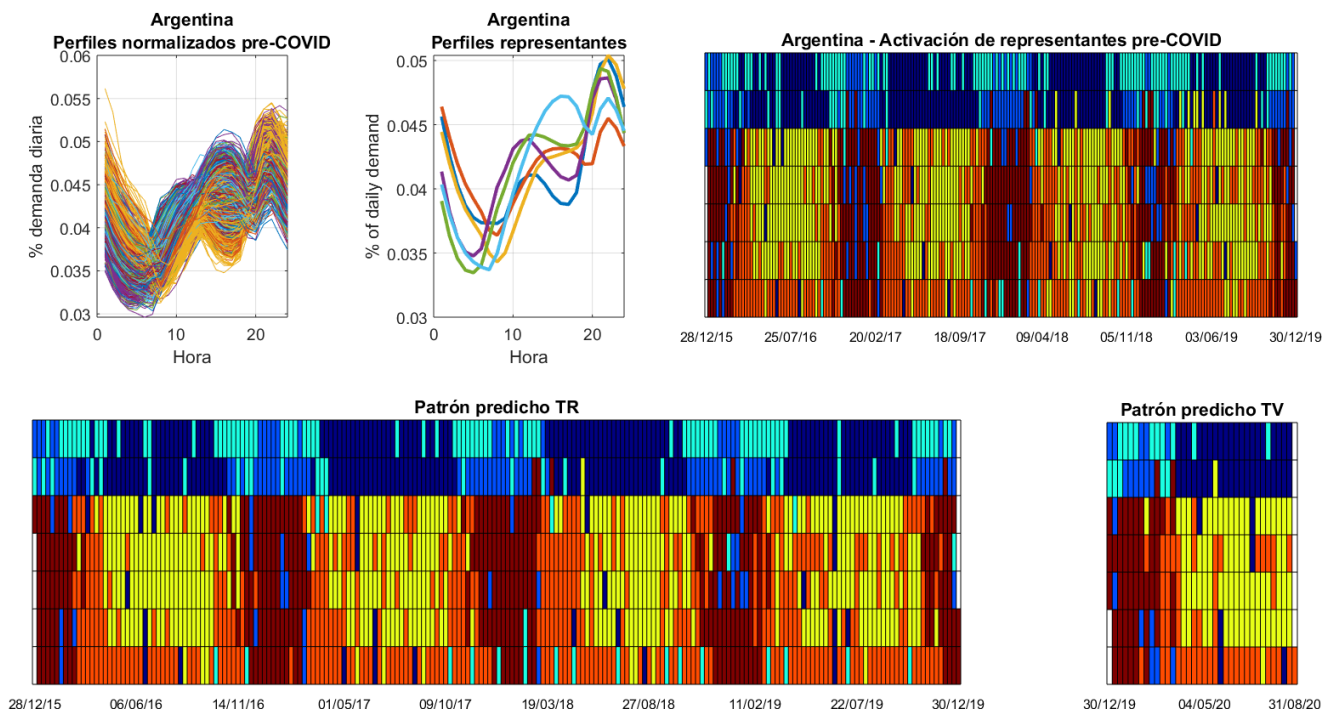 Argentina
Perfiles normalizados pre-COVID
0.06
0.055
0.05
0.045
0.04
0.035
0.03
% demanda diaria
0 10 20
Hora
Argentina
Perfiles representantes
0.05
0.045
0.04
0.035
0.03
% of daily demand
0 10 20
Hora
Argentina - Activación de representantes pre-COVID
28/12/15 25/07/16 20/02/17 18/09/17 09/04/18 05/11/18 03/06/19 30/12/19
Patrón predicho TR
28/12/15 06/06/16 14/11/16 01/05/17 09/10/17 19/03/18 27/08/18 11/02/19 22/07/19 30/12/19
Patrón predicho TV
30/12/19 04/05/20 31/08/20